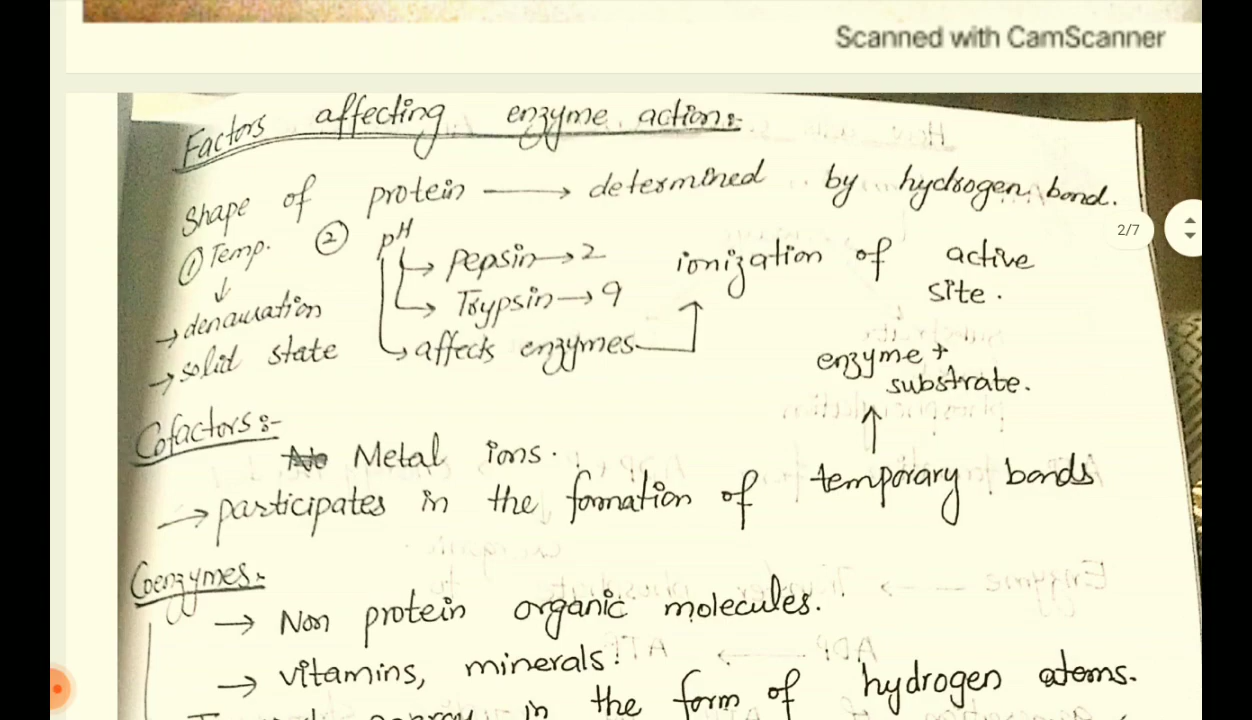 Scanned with CamScanner
Factors affecting enzyme action:-
Shape of protein → determined by hydrogen bond.
2/7
① Temp. ② pH
↓
→ denauration
→ solid state
→ Pepsin → 2
→ Trypsin → 9
→ affects enzymes
ionization of active
site.
enzyme +
substrate.
↑
Cofactors:-
Metal ions.
→ participates in the formation of temporary bonds
Coenzymes:-
→ Non protein organic molecules.
→ vitamins, minerals.
in the form of hydrogen atoms.